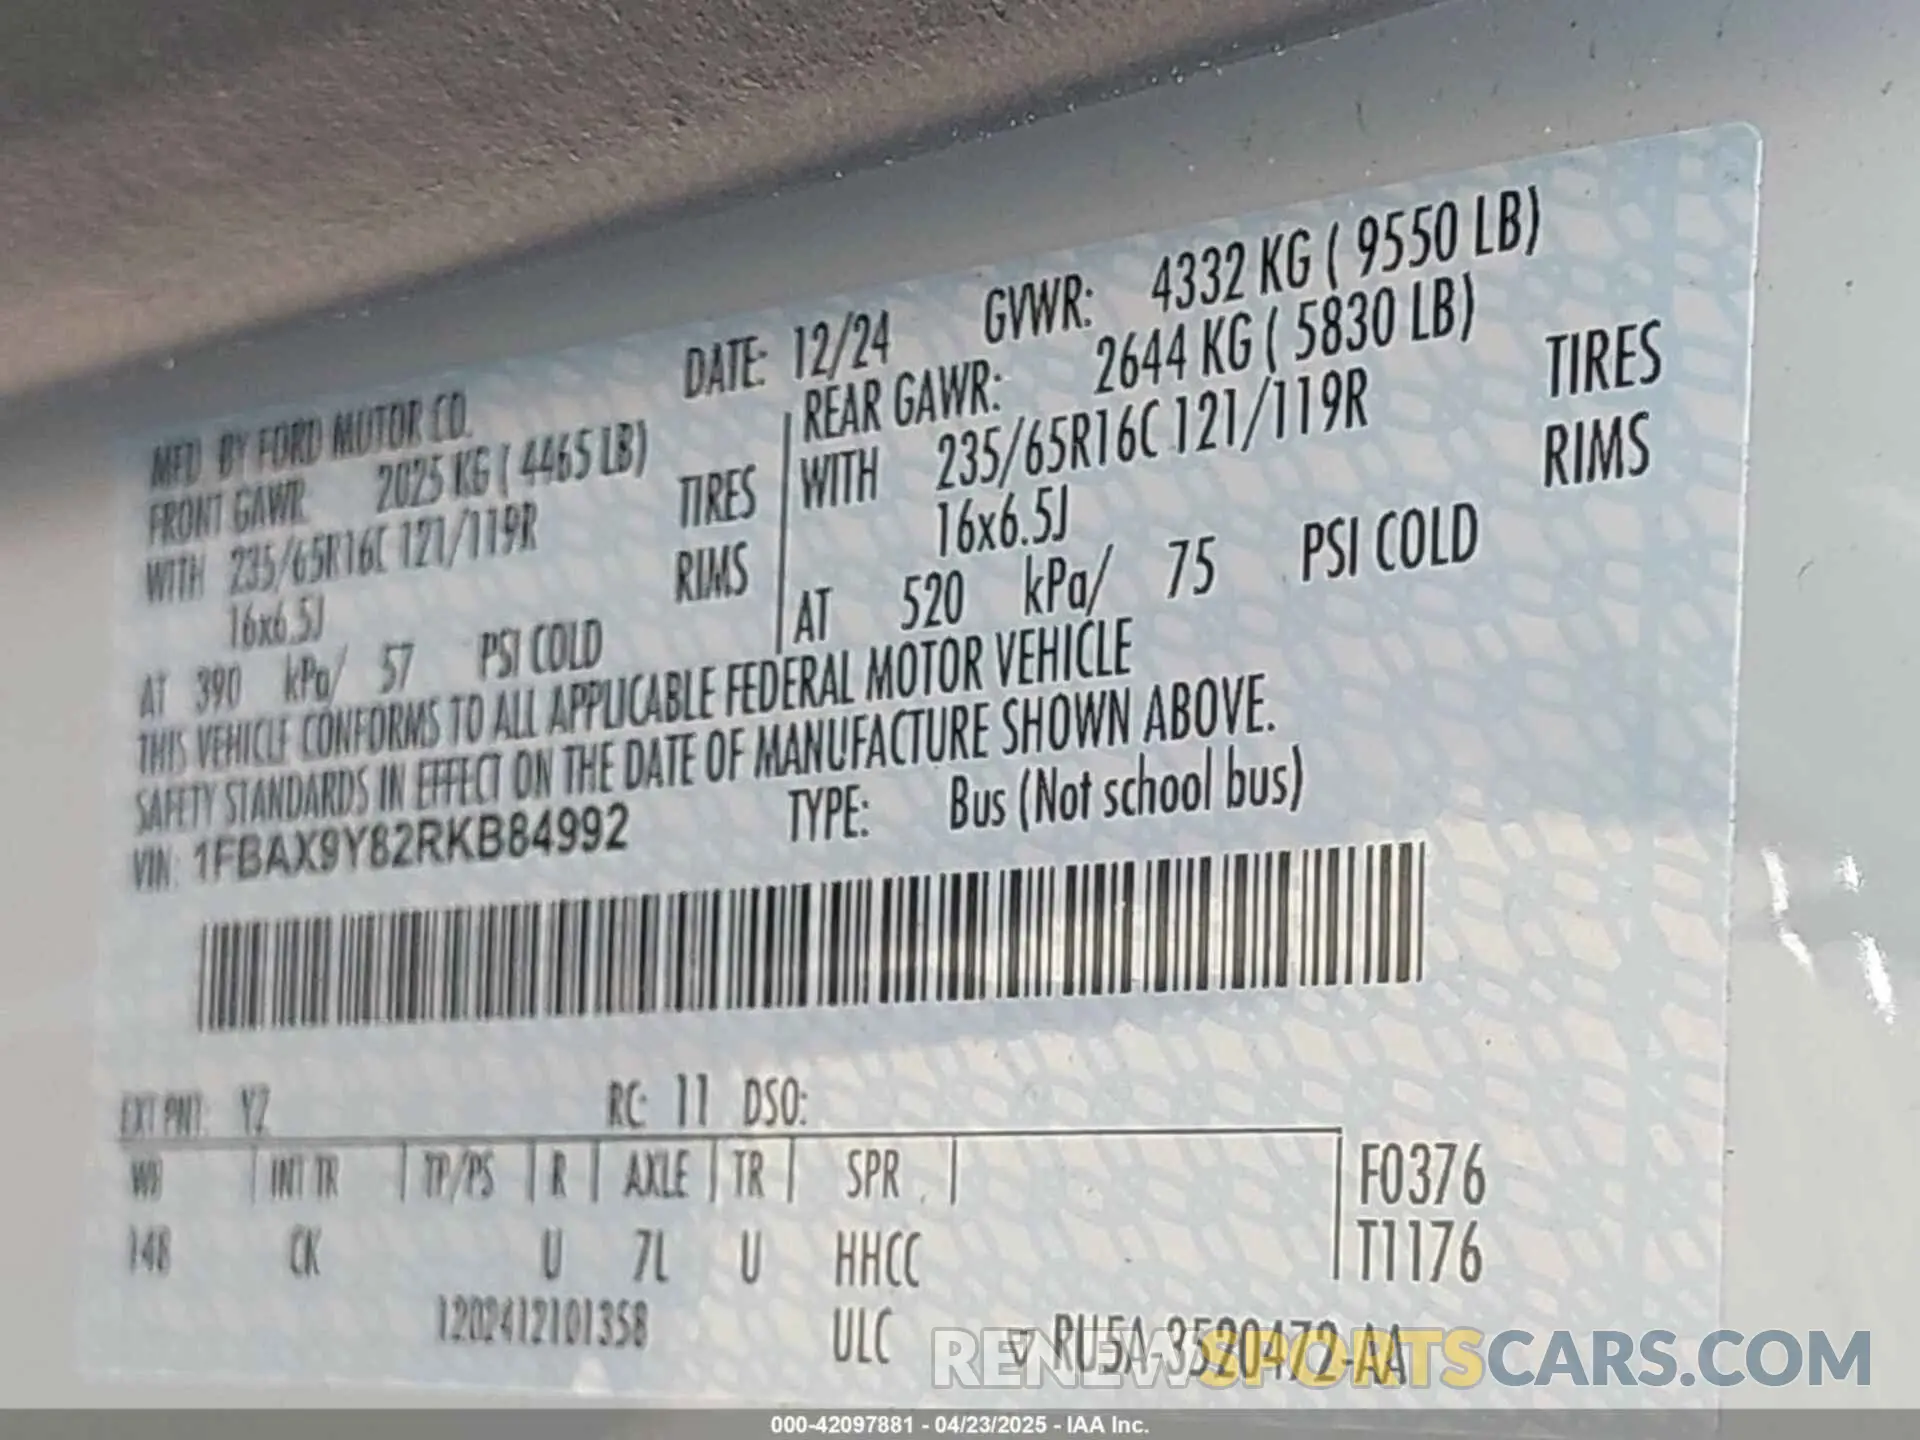 MFD. BY FORD MOTOR CO.
DATE: 12/24
GVWR: 4332 KG ( 9550 LB)
FRONT GAWR: 2025 KG ( 4465 LB)
WITH 235/65R16C 121/119R TIRES
16x6.5J RIMS
AT 390 kPa/ 57 PSI COLD
REAR GAWR: 2644 KG ( 5830 LB)
WITH 235/65R16C 121/119R TIRES
16x6.5J RIMS
AT 520 kPa/ 75 PSI COLD
THIS VEHICLE CONFORMS TO ALL APPLICABLE FEDERAL MOTOR VEHICLE
SAFETY STANDARDS IN EFFECT ON THE DATE OF MANUFACTURE SHOWN ABOVE.
VIN: 1FBAX9Y82RKB84992
TYPE: Bus (Not school bus)
EXT PNT: YZ RC: 11 DSO:
WB | INT TR | TP/PS | R | AXLE | TR | SPR |
F0376
148 CK U 7L U HHCC
T1176
1202412101358 ULC
RU5A-3520472-AA
RENEWSPORTSCARS.COM
000-42097881 - 04/23/2025 - IAA Inc.